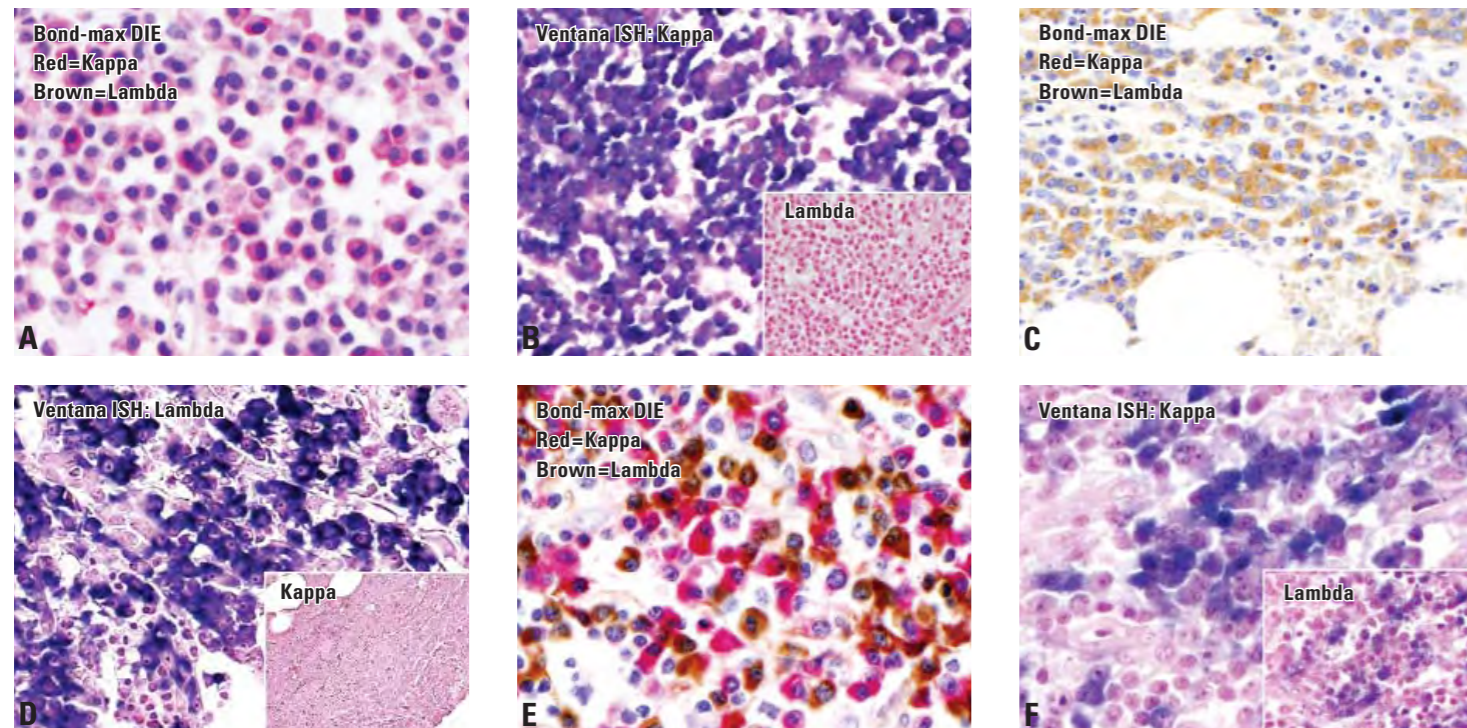 Bond-max DIE
Red=Kappa
Brown=Lambda
A
Ventana ISH: Kappa
Lambda
B
Bond-max DIE
Red=Kappa
Brown=Lambda
C
Ventana ISH: Lambda
Kappa
D
Bond-max DIE
Red=Kappa
Brown=Lambda
E
Ventana ISH: Kappa
Lambda
F